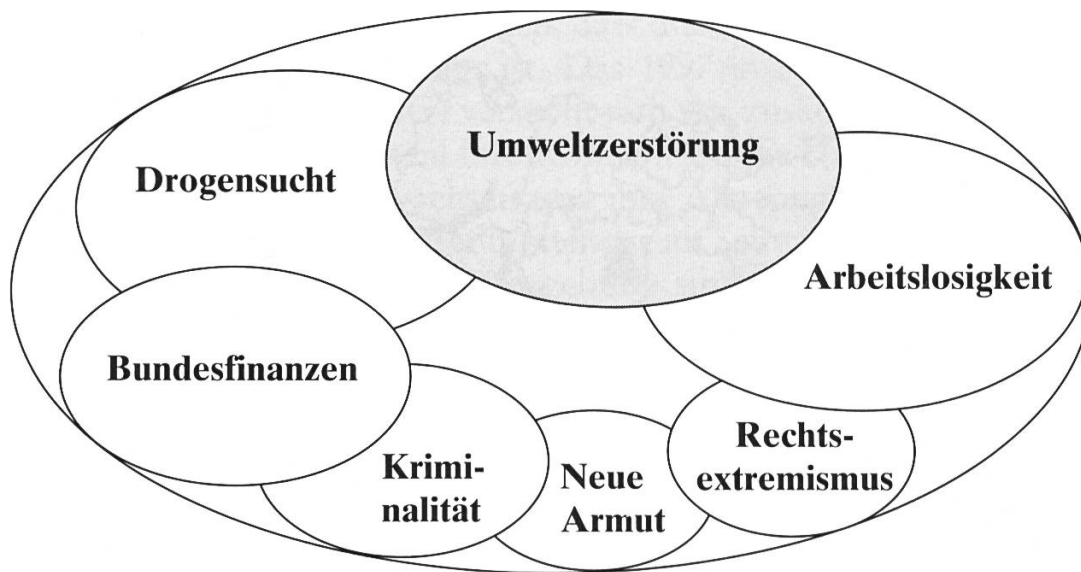 Umweltzerstörung
Drogensucht
Arbeitslosigkeit
Bundesfinanzen
Rechts-
extremismus
Krimi-
nalität
Neue
Armut